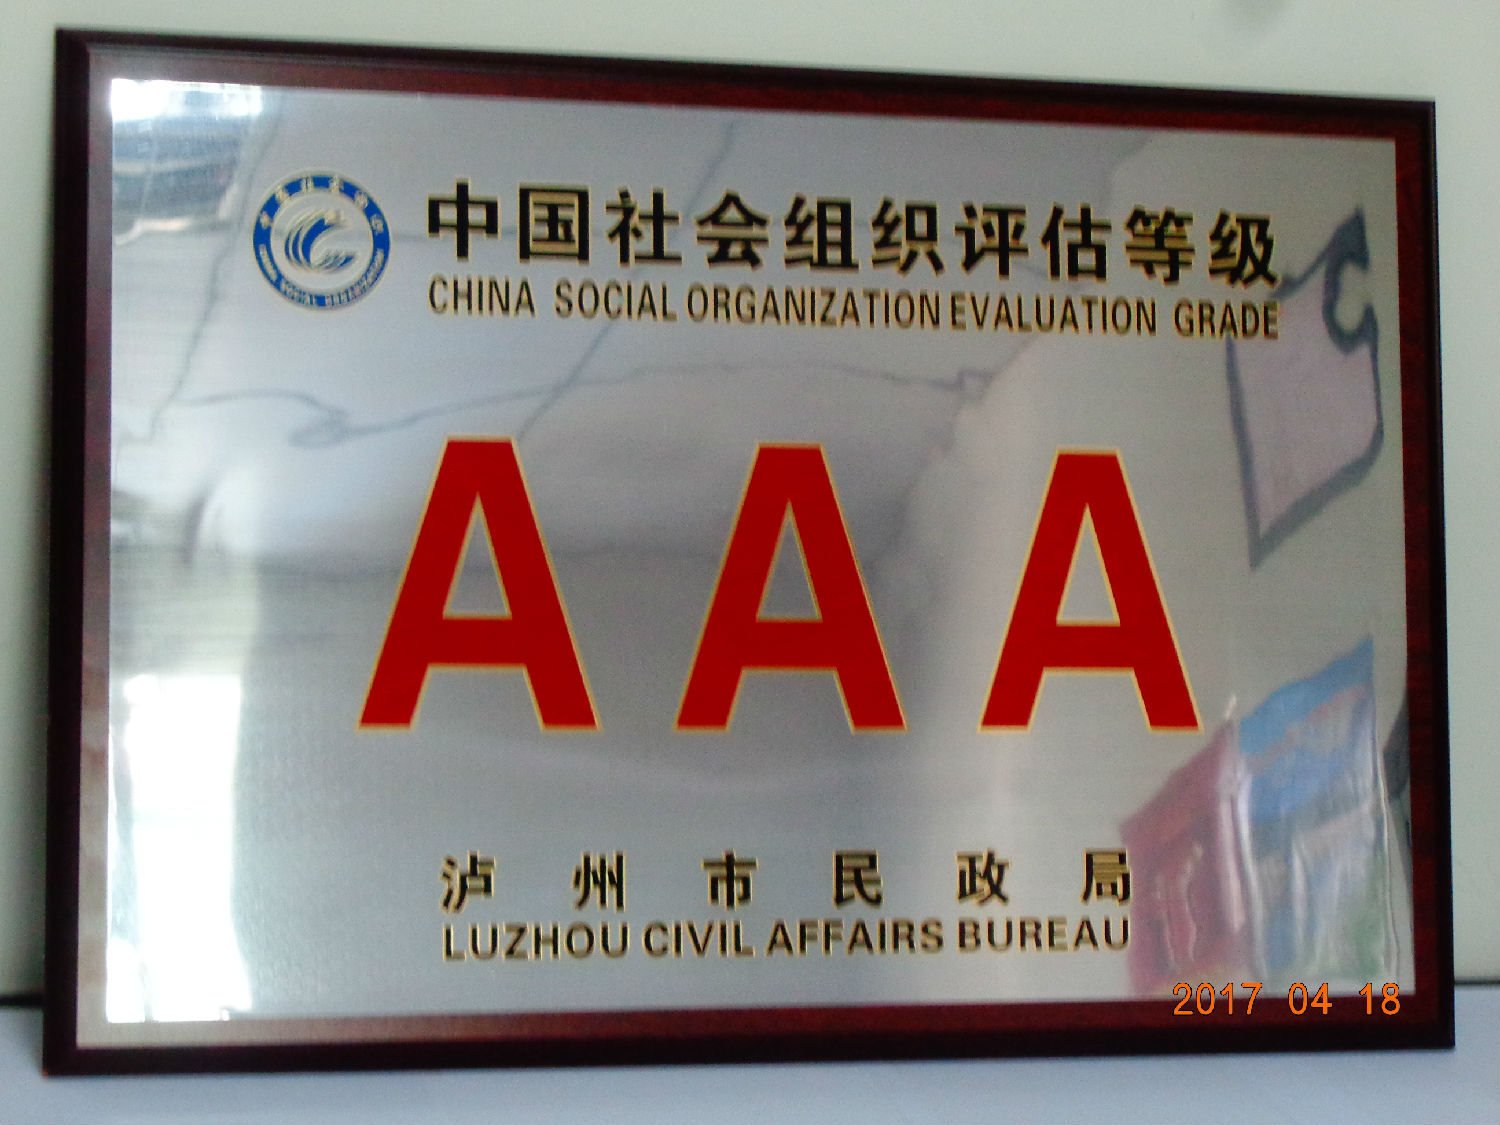 中国社会组织评估等级
CHINA SOCIAL ORGANIZATION EVALUATION GRADE
AAA
泸州市民政局
LUZHOU CIVIL AFFAIRS BUREAU
2017 04 18